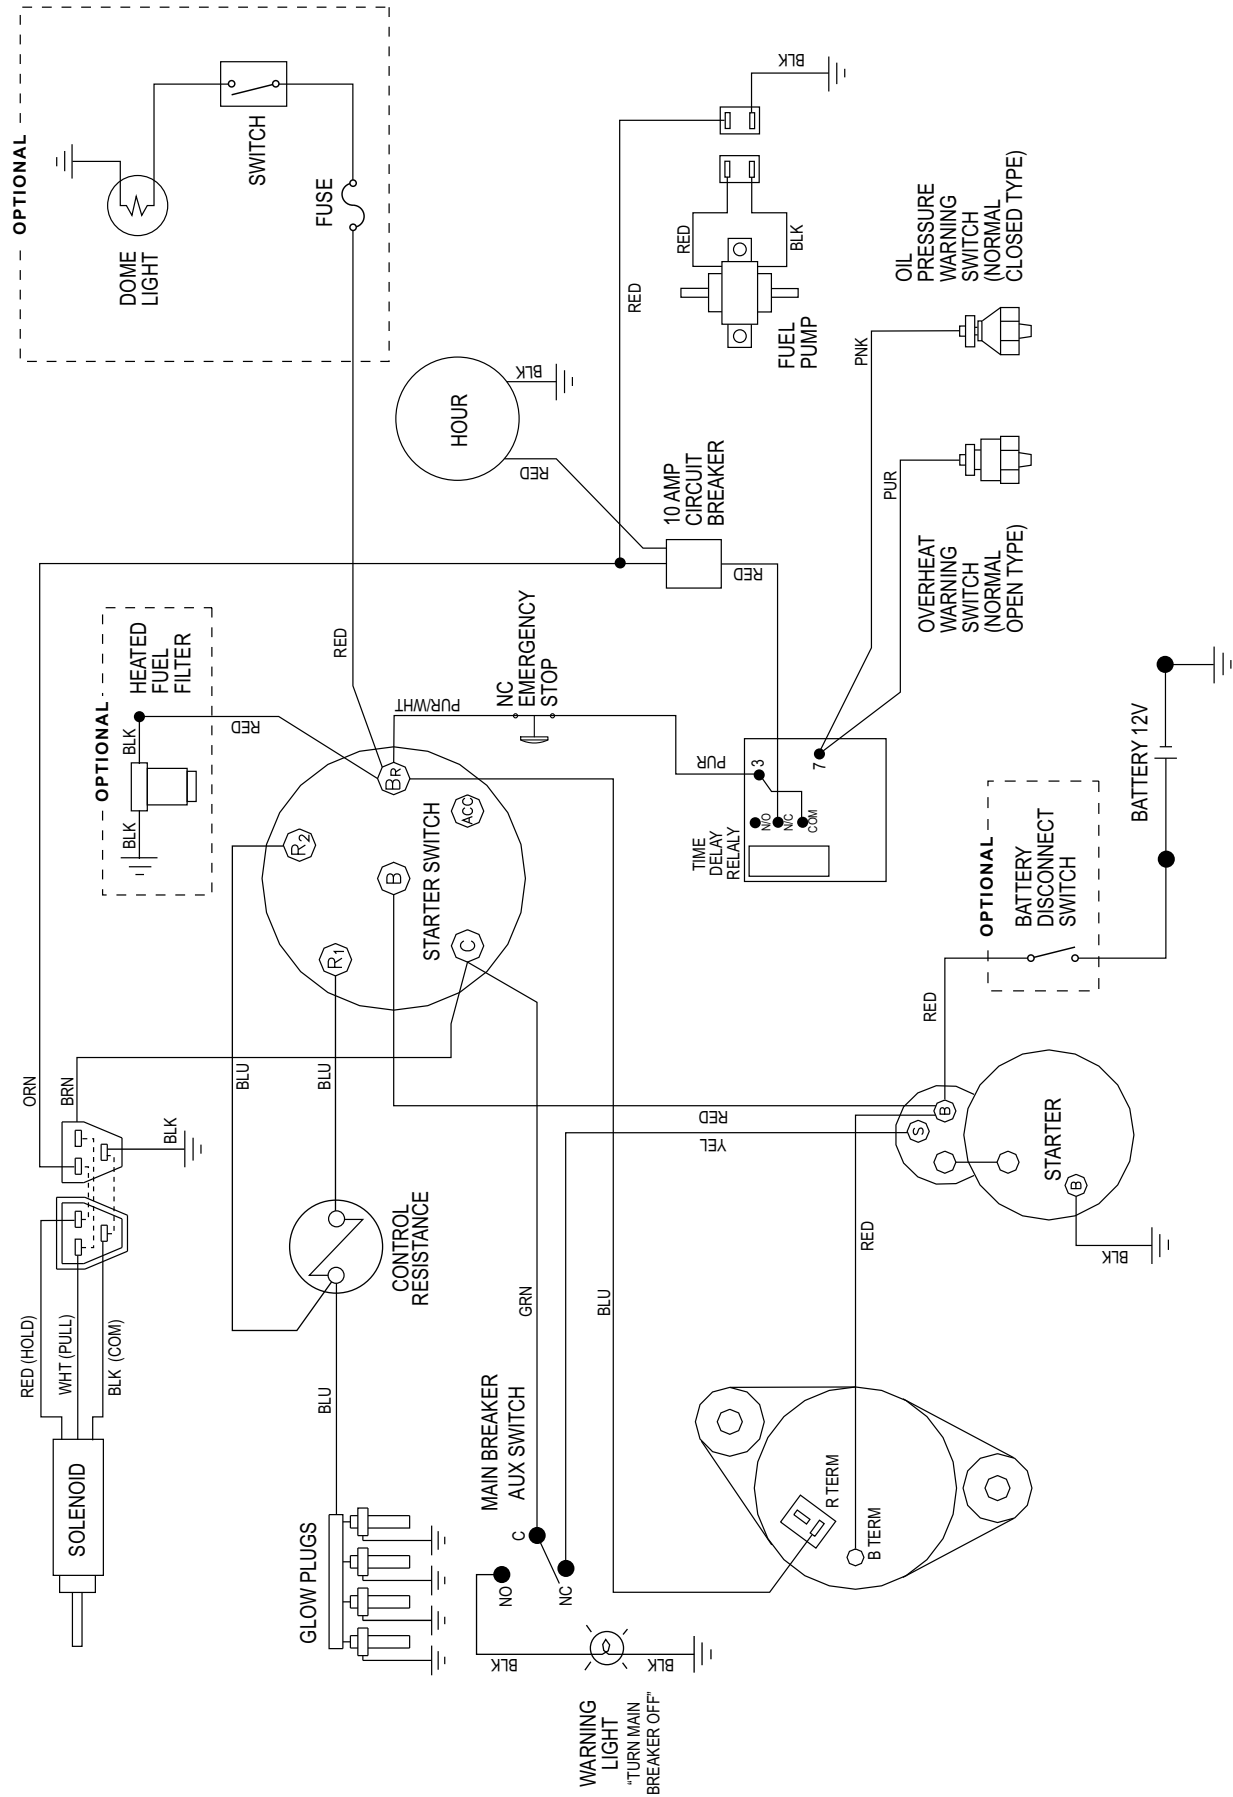 OPTIONAL
DOME
LIGHT
SWITCH
FUSE
RED
OPTIONAL
HEATED
FUEL
FILTER
BLK
BLK
RED
HOUR
BLK
RED
RED
BLK
RED
BLK
FUEL
PUMP
10 AMP
CIRCUIT
BREAKER
RED
OIL
PRESSURE
WARNING
SWITCH
(NORMAL
CLOSED TYPE)
PNK
OVERHEAT
WARNING
SWITCH
(NORMAL
OPEN TYPE)
PUR
NC
EMERGENCY
STOP
PUR/WHT
PUR
TIME
DELAY
RELALY
N/O
N/C
COM
3
7
STARTER SWITCH
R1
R2
B
BR
ACC
C
ORN
BRN
BLK
BLU
BLU
RED (HOLD)
WHT (PULL)
BLK (COM)
SOLENOID
CONTROL
RESISTANCE
BLU
GLOW PLUGS
GRN
BLU
RED
YEL
MAIN BREAKER
AUX SWITCH
C
NO
NC
BLK
BLK
WARNING
LIGHT
"TURN MAIN
BREAKER OFF"
R TERM
B TERM
RED
STARTER
B
S
B
BLK
RED
OPTIONAL
BATTERY
DISCONNECT
SWITCH
BATTERY 12V